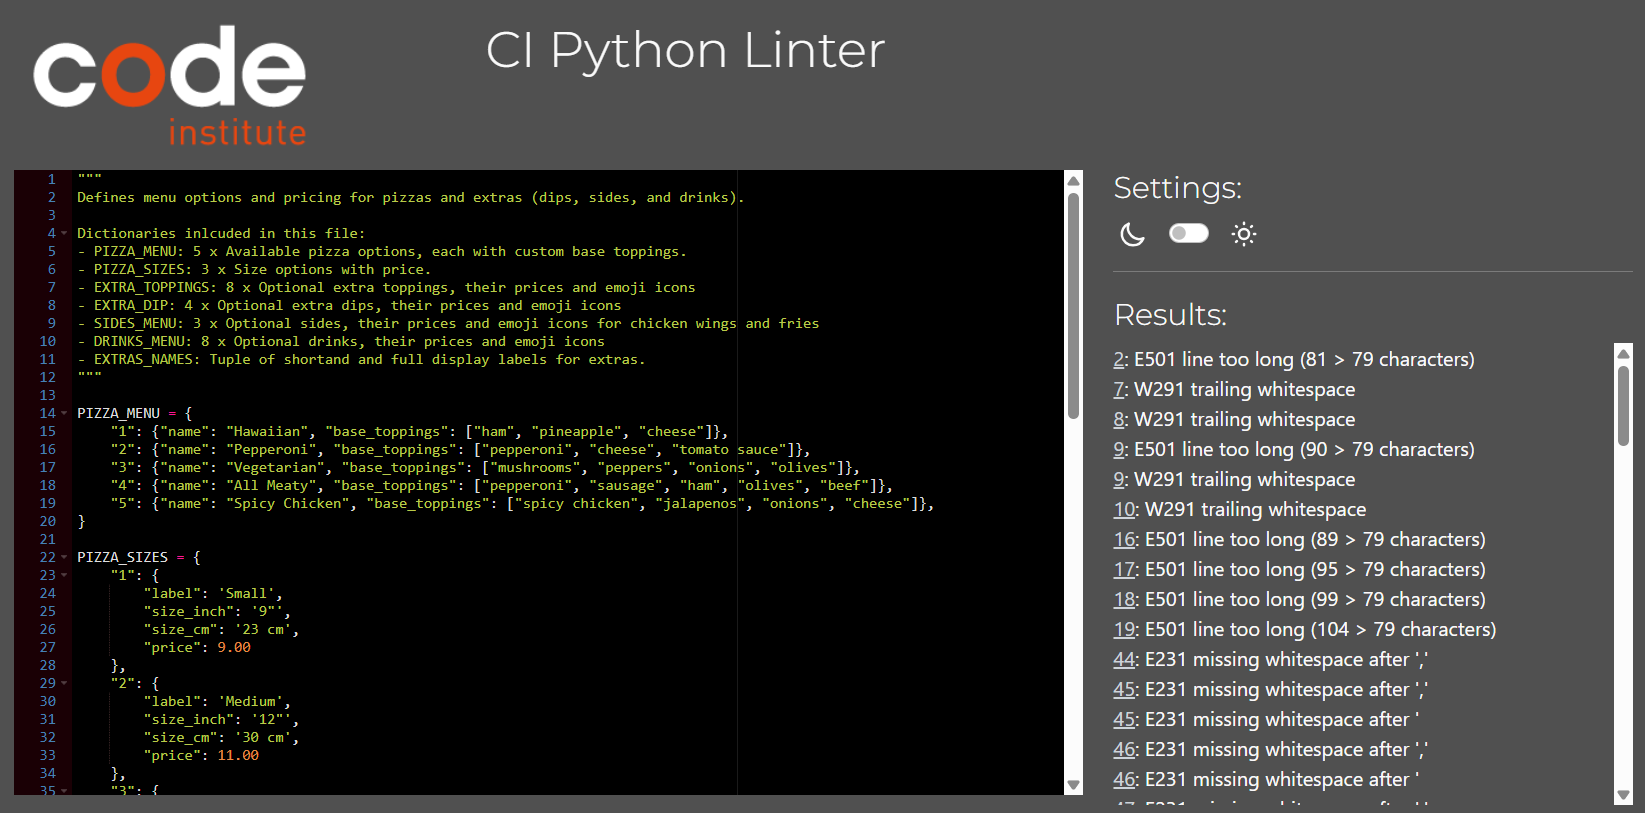 code
institute
CI Python Linter
1 """
2 Defines menu options and pricing for pizzas and extras (dips, sides, and drinks).
3
4 Dictionaries inlcuded in this file:
5 - PIZZA_MENU: 5 x Available pizza options, each with custom base toppings.
6 - PIZZA_SIZES: 3 x Size options with price.
7 - EXTRA_TOPPINGS: 8 x Optional extra toppings, their prices and emoji icons
8 - EXTRA_DIP: 4 x Optional extra dips, their prices and emoji icons
9 - SIDES_MENU: 3 x Optional sides, their prices and emoji icons for chicken wings and fries
10 - DRINKS_MENU: 8 x Optional drinks, their prices and emoji icons
11 - EXTRAS_NAMES: Tuple of shortand and full display labels for extras.
12 """
13
14 PIZZA_MENU = {
15 "1": {"name": "Hawaiian", "base_toppings": ["ham", "pineapple", "cheese"]},
16 "2": {"name": "Pepperoni", "base_toppings": ["pepperoni", "cheese", "tomato sauce"]},
17 "3": {"name": "Vegetarian", "base_toppings": ["mushrooms", "peppers", "onions", "olives"]},
18 "4": {"name": "All Meaty", "base_toppings": ["pepperoni", "sausage", "ham", "olives", "beef"]},
19 "5": {"name": "Spicy Chicken", "base_toppings": ["spicy chicken", "jalapenos", "onions", "cheese"]},
20 }
21
22 PIZZA_SIZES = {
23 "1": {
24 "label": 'Small',
25 "size_inch": '9"',
26 "size_cm": '23 cm',
27 "price": 9.00
28 },
29 "2": {
30 "label": 'Medium',
31 "size_inch": '12"',
32 "size_cm": '30 cm',
33 "price": 11.00
34 },
35 "3": {
Settings:
Results:
2: E501 line too long (81 > 79 characters)
7: W291 trailing whitespace
8: W291 trailing whitespace
9: E501 line too long (90 > 79 characters)
9: W291 trailing whitespace
10: W291 trailing whitespace
16: E501 line too long (89 > 79 characters)
17: E501 line too long (95 > 79 characters)
18: E501 line too long (99 > 79 characters)
19: E501 line too long (104 > 79 characters)
44: E231 missing whitespace after ','
45: E231 missing whitespace after ','
45: E231 missing whitespace after '
46: E231 missing whitespace after ','
46: E231 missing whitespace after '